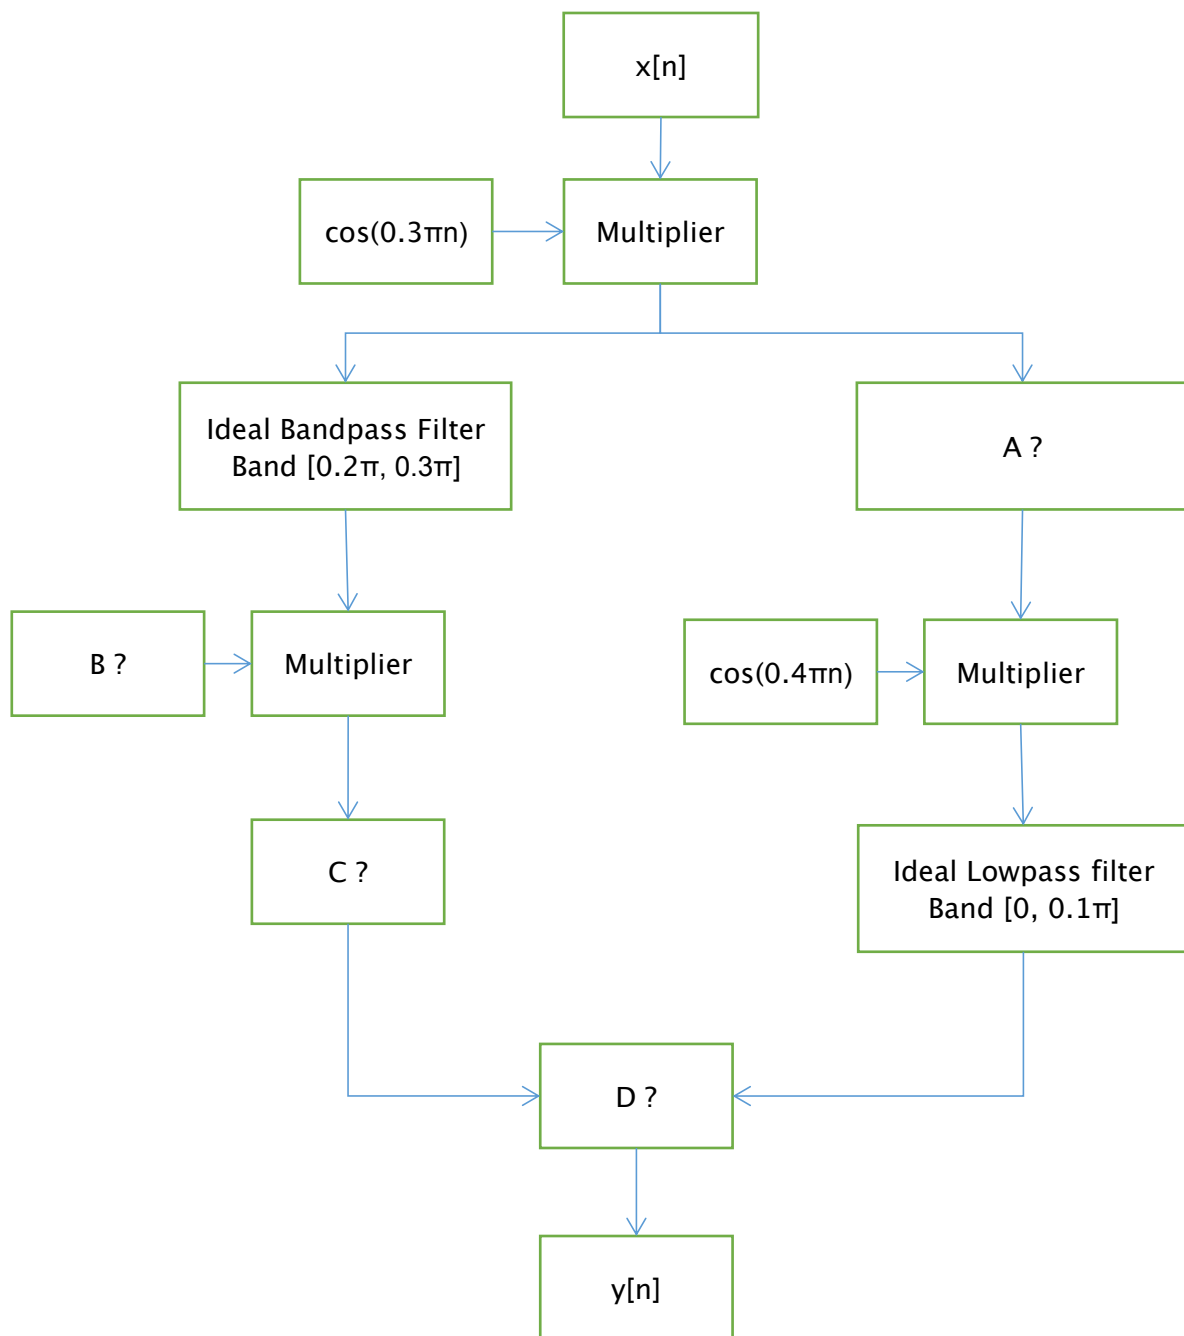 x[n]
cos(0.3πn)
Multiplier
Ideal Bandpass Filter
Band [0.2π, 0.3π]
A ?
B ?
Multiplier
cos(0.4πn)
Multiplier
C ?
Ideal Lowpass filter
Band [0, 0.1π]
D ?
y[n]